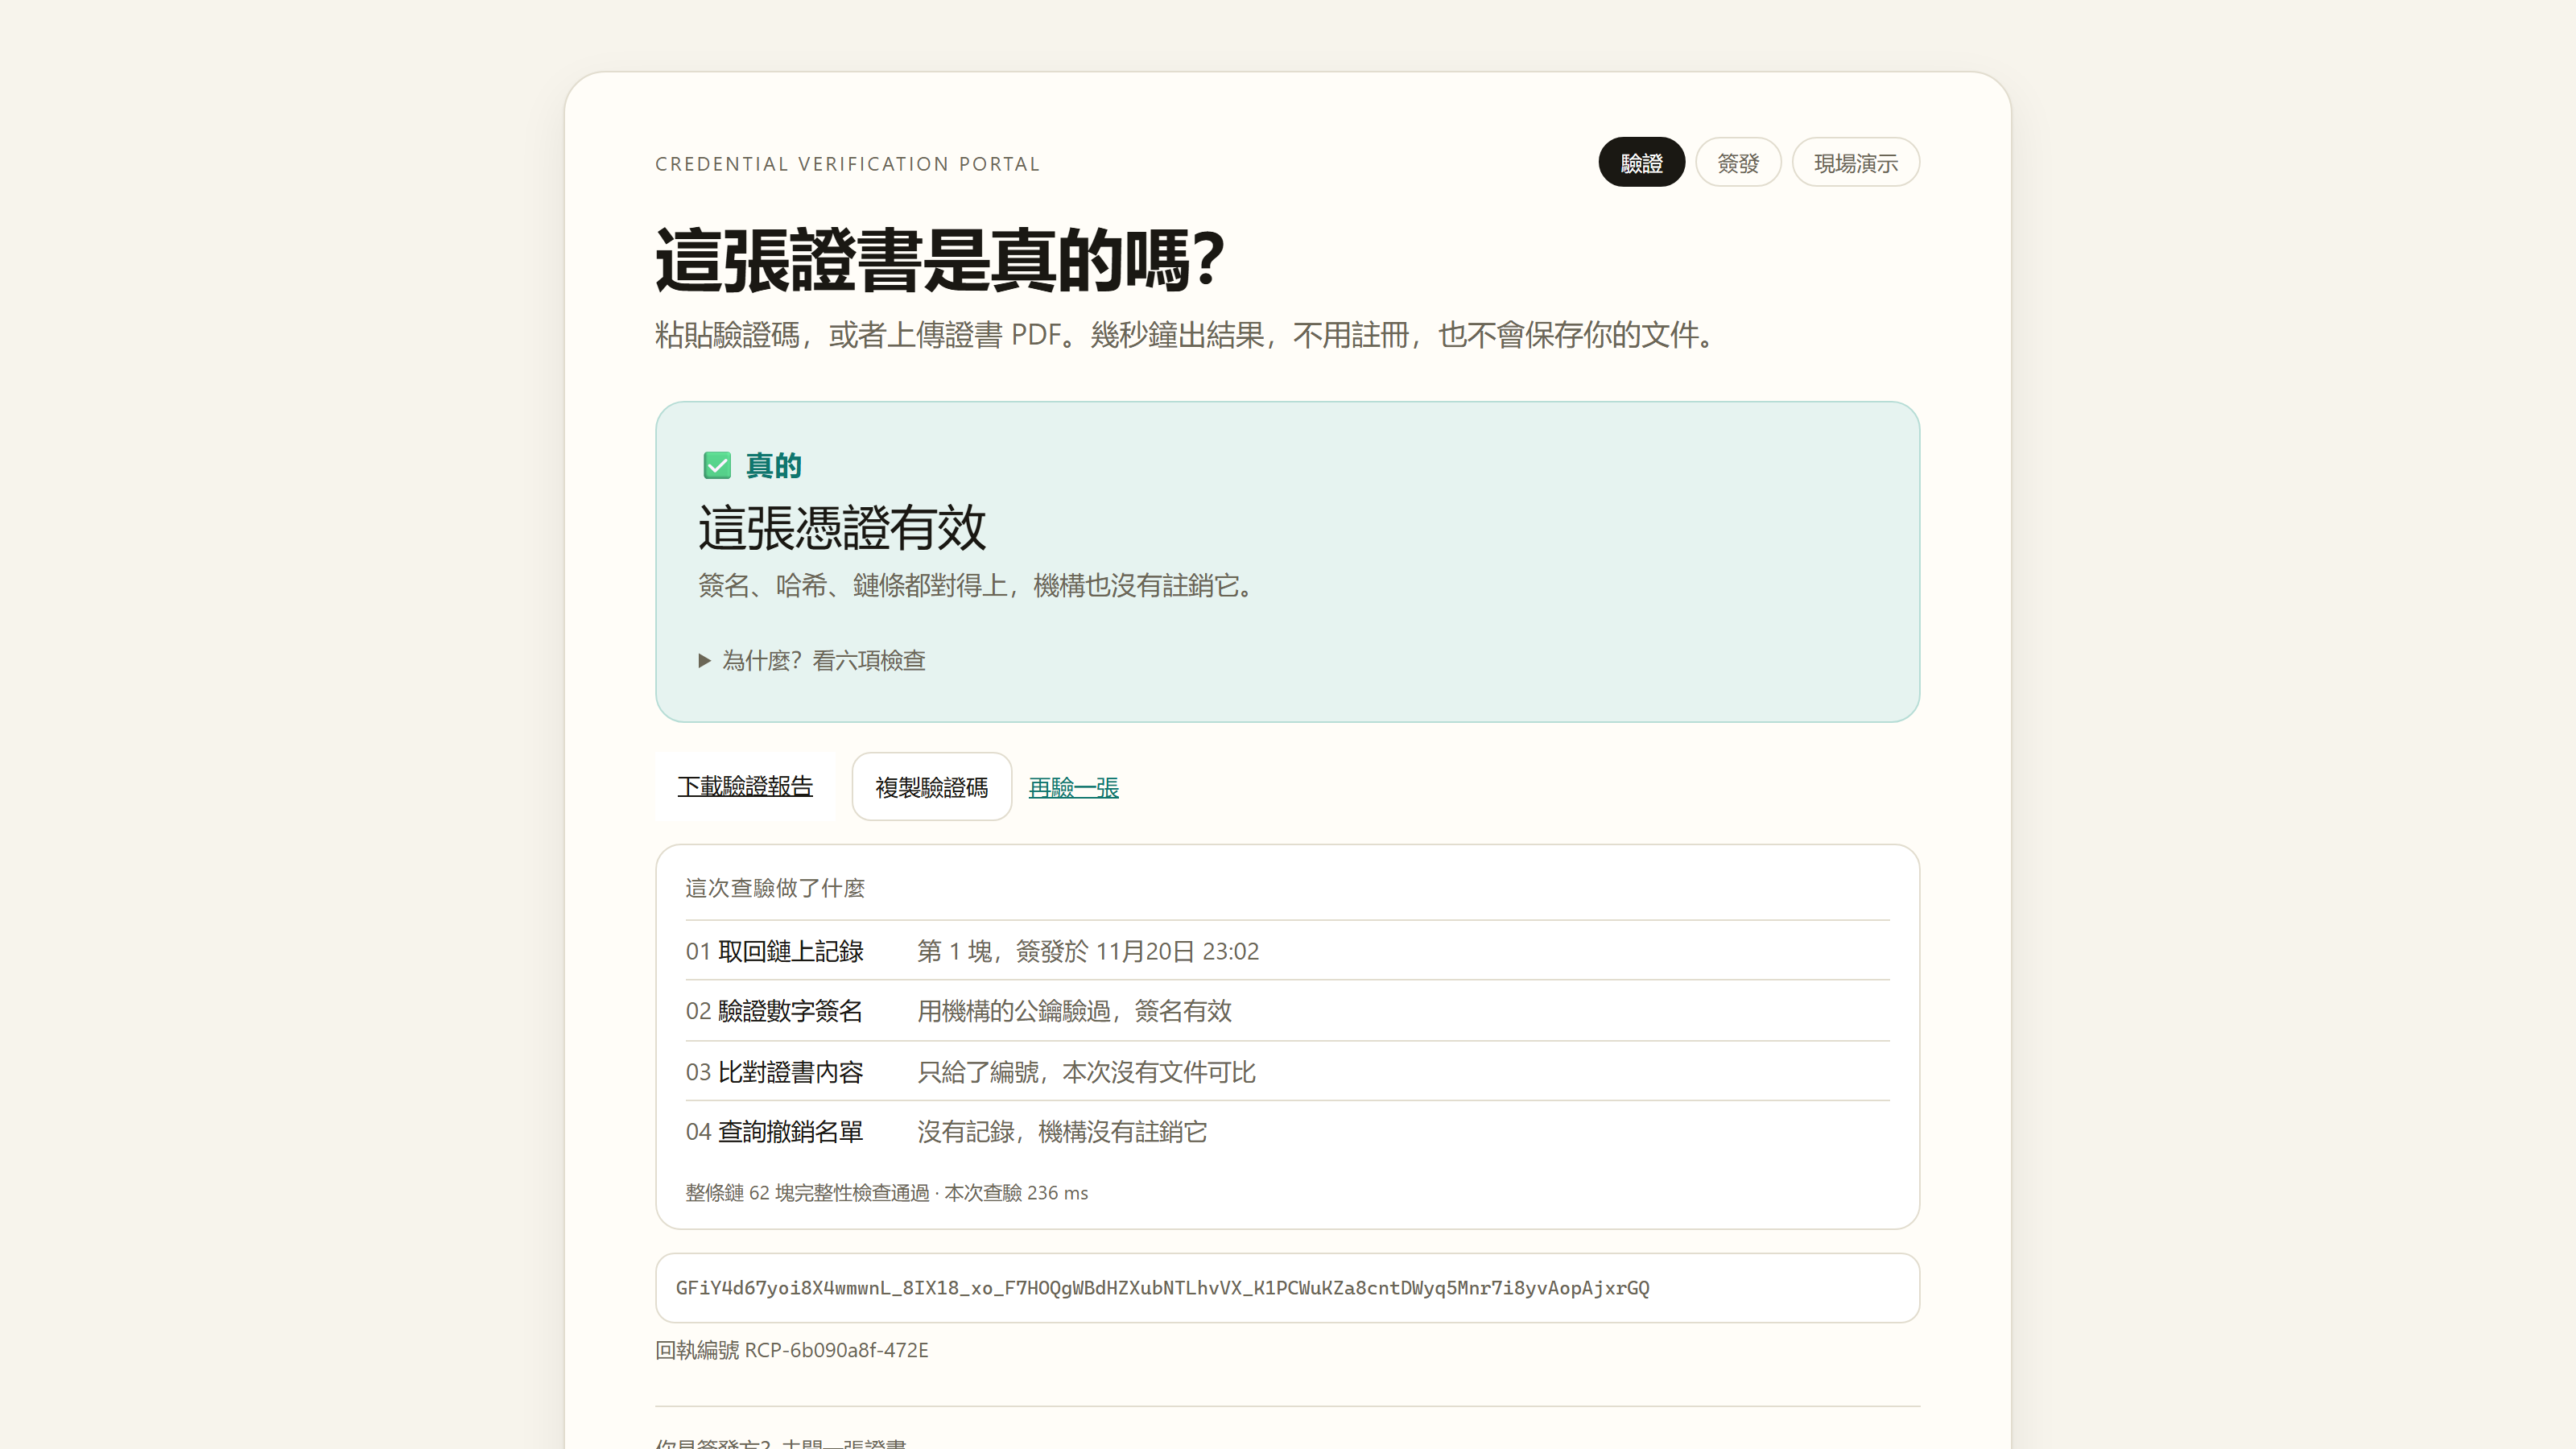 CREDENTIAL VERIFICATION PORTAL
驗證
簽發
現場演示
這張證書是真的嗎？
粘貼驗證碼，或者上傳證書 PDF。幾秒鐘出結果，不用註冊，也不會保存你的文件。
✅ 真的
這張憑證有效
簽名、哈希、鏈條都對得上，機構也沒有註銷它。
▶ 為什麼？看六項檢查
下載驗證報告
複製驗證碼
再驗一張
這次查驗做了什麼
01 取回鏈上記錄 第 1 塊，簽發於 11月20日 23:02
02 驗證數字簽名 用機構的公鑰驗過，簽名有效
03 比對證書內容 只給了編號，本次沒有文件可比
04 查詢撤銷名單 沒有記錄，機構沒有註銷它
整條鏈 62 塊完整性檢查通過 · 本次查驗 236 ms
GFiY4d67yoi8X4wmwnL_8IX18_xo_F7HOQgWBdHZXubNTLhvVX_K1PCWuKZa8cntDWyq5Mnr7i8yvAopAjxrGQ
回執編號 RCP-6b090a8f-472E